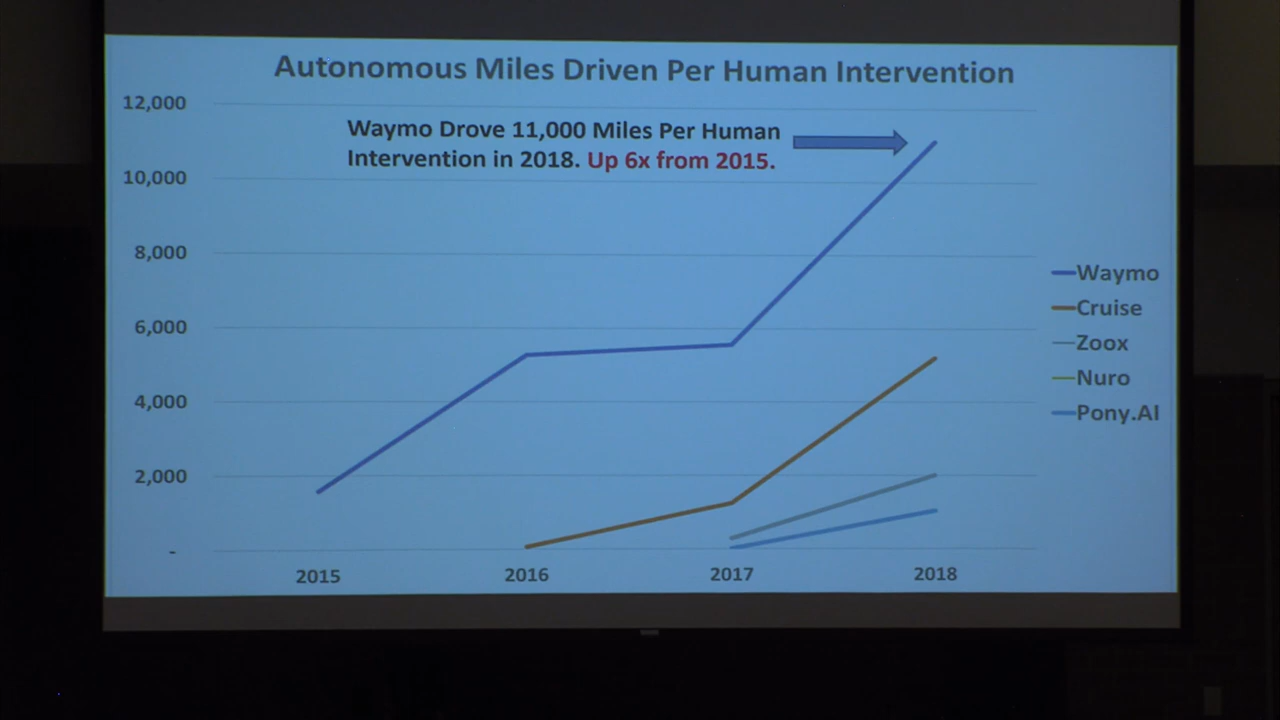 Autonomous Miles Driven Per Human Intervention
12,000
Waymo Drove 11,000 Miles Per Human
Intervention in 2018. Up 6x from 2015.
10,000
8,000
6,000
4,000
2,000
-
2015 2016 2017 2018
Waymo
Cruise
Zoox
Nuro
Pony.AI